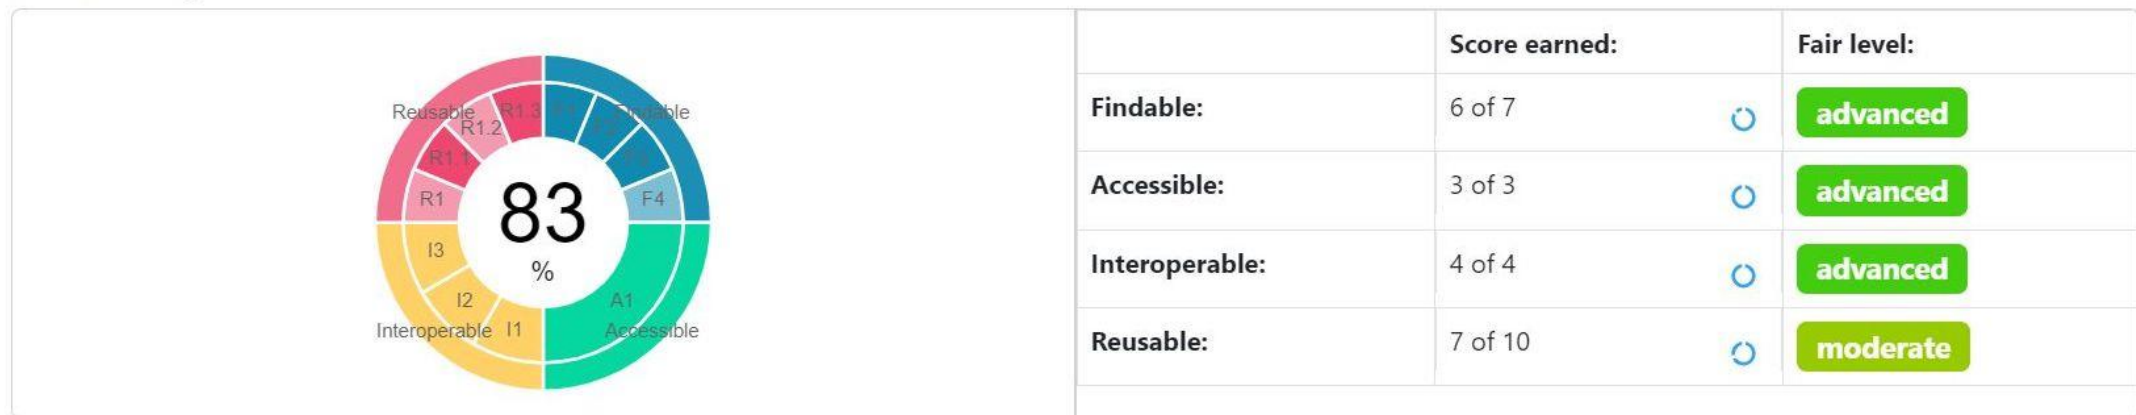 Reusable
R1.3
Findable
R1.2
R1.1
R1
F4
83
%
I3
I2
I1
A1
Interoperable
Accessible
Score earned:
Fair level:
Findable:
6 of 7
advanced
Accessible:
3 of 3
advanced
Interoperable:
4 of 4
advanced
Reusable:
7 of 10
moderate